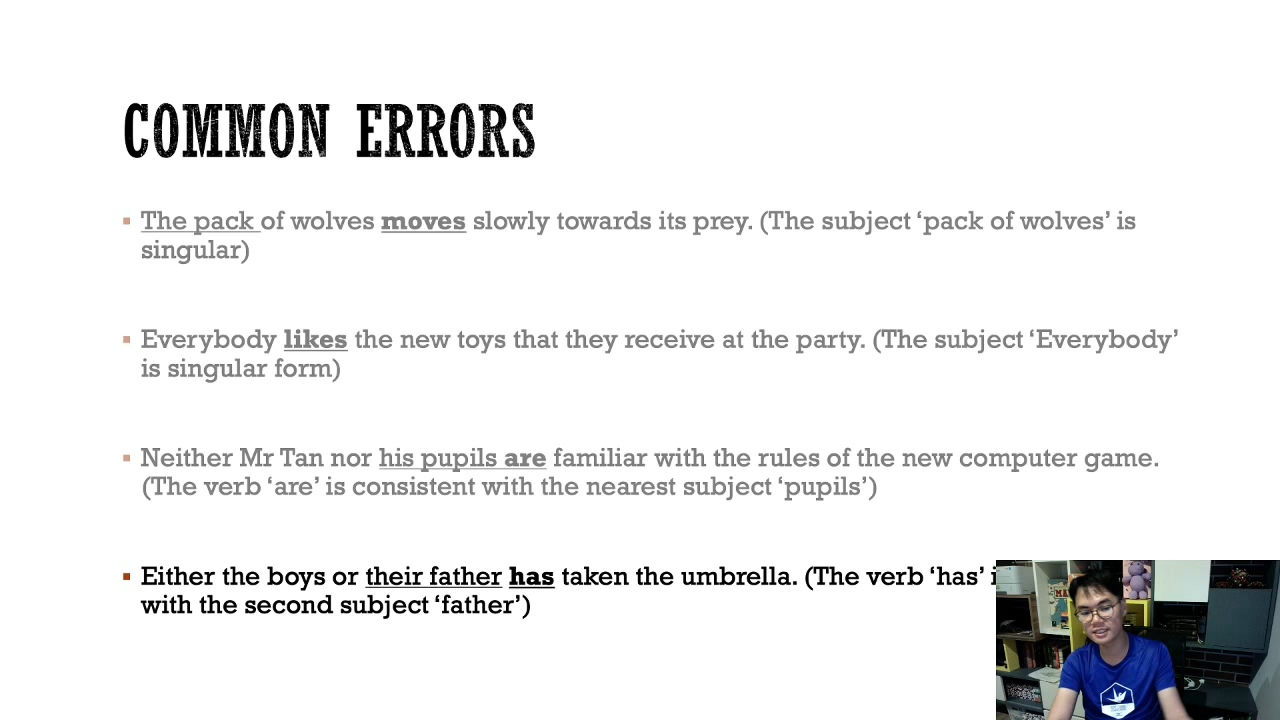 COMMON ERRORS
▪ The pack of wolves moves slowly towards its prey. (The subject ‘pack of wolves’ is
singular)
▪ Everybody likes the new toys that they receive at the party. (The subject ‘Everybody’
is singular form)
▪ Neither Mr Tan nor his pupils are familiar with the rules of the new computer game.
(The verb ‘are’ is consistent with the nearest subject ‘pupils’)
▪ Either the boys or their father has taken the umbrella. (The verb ‘has’
with the second subject ‘father’)